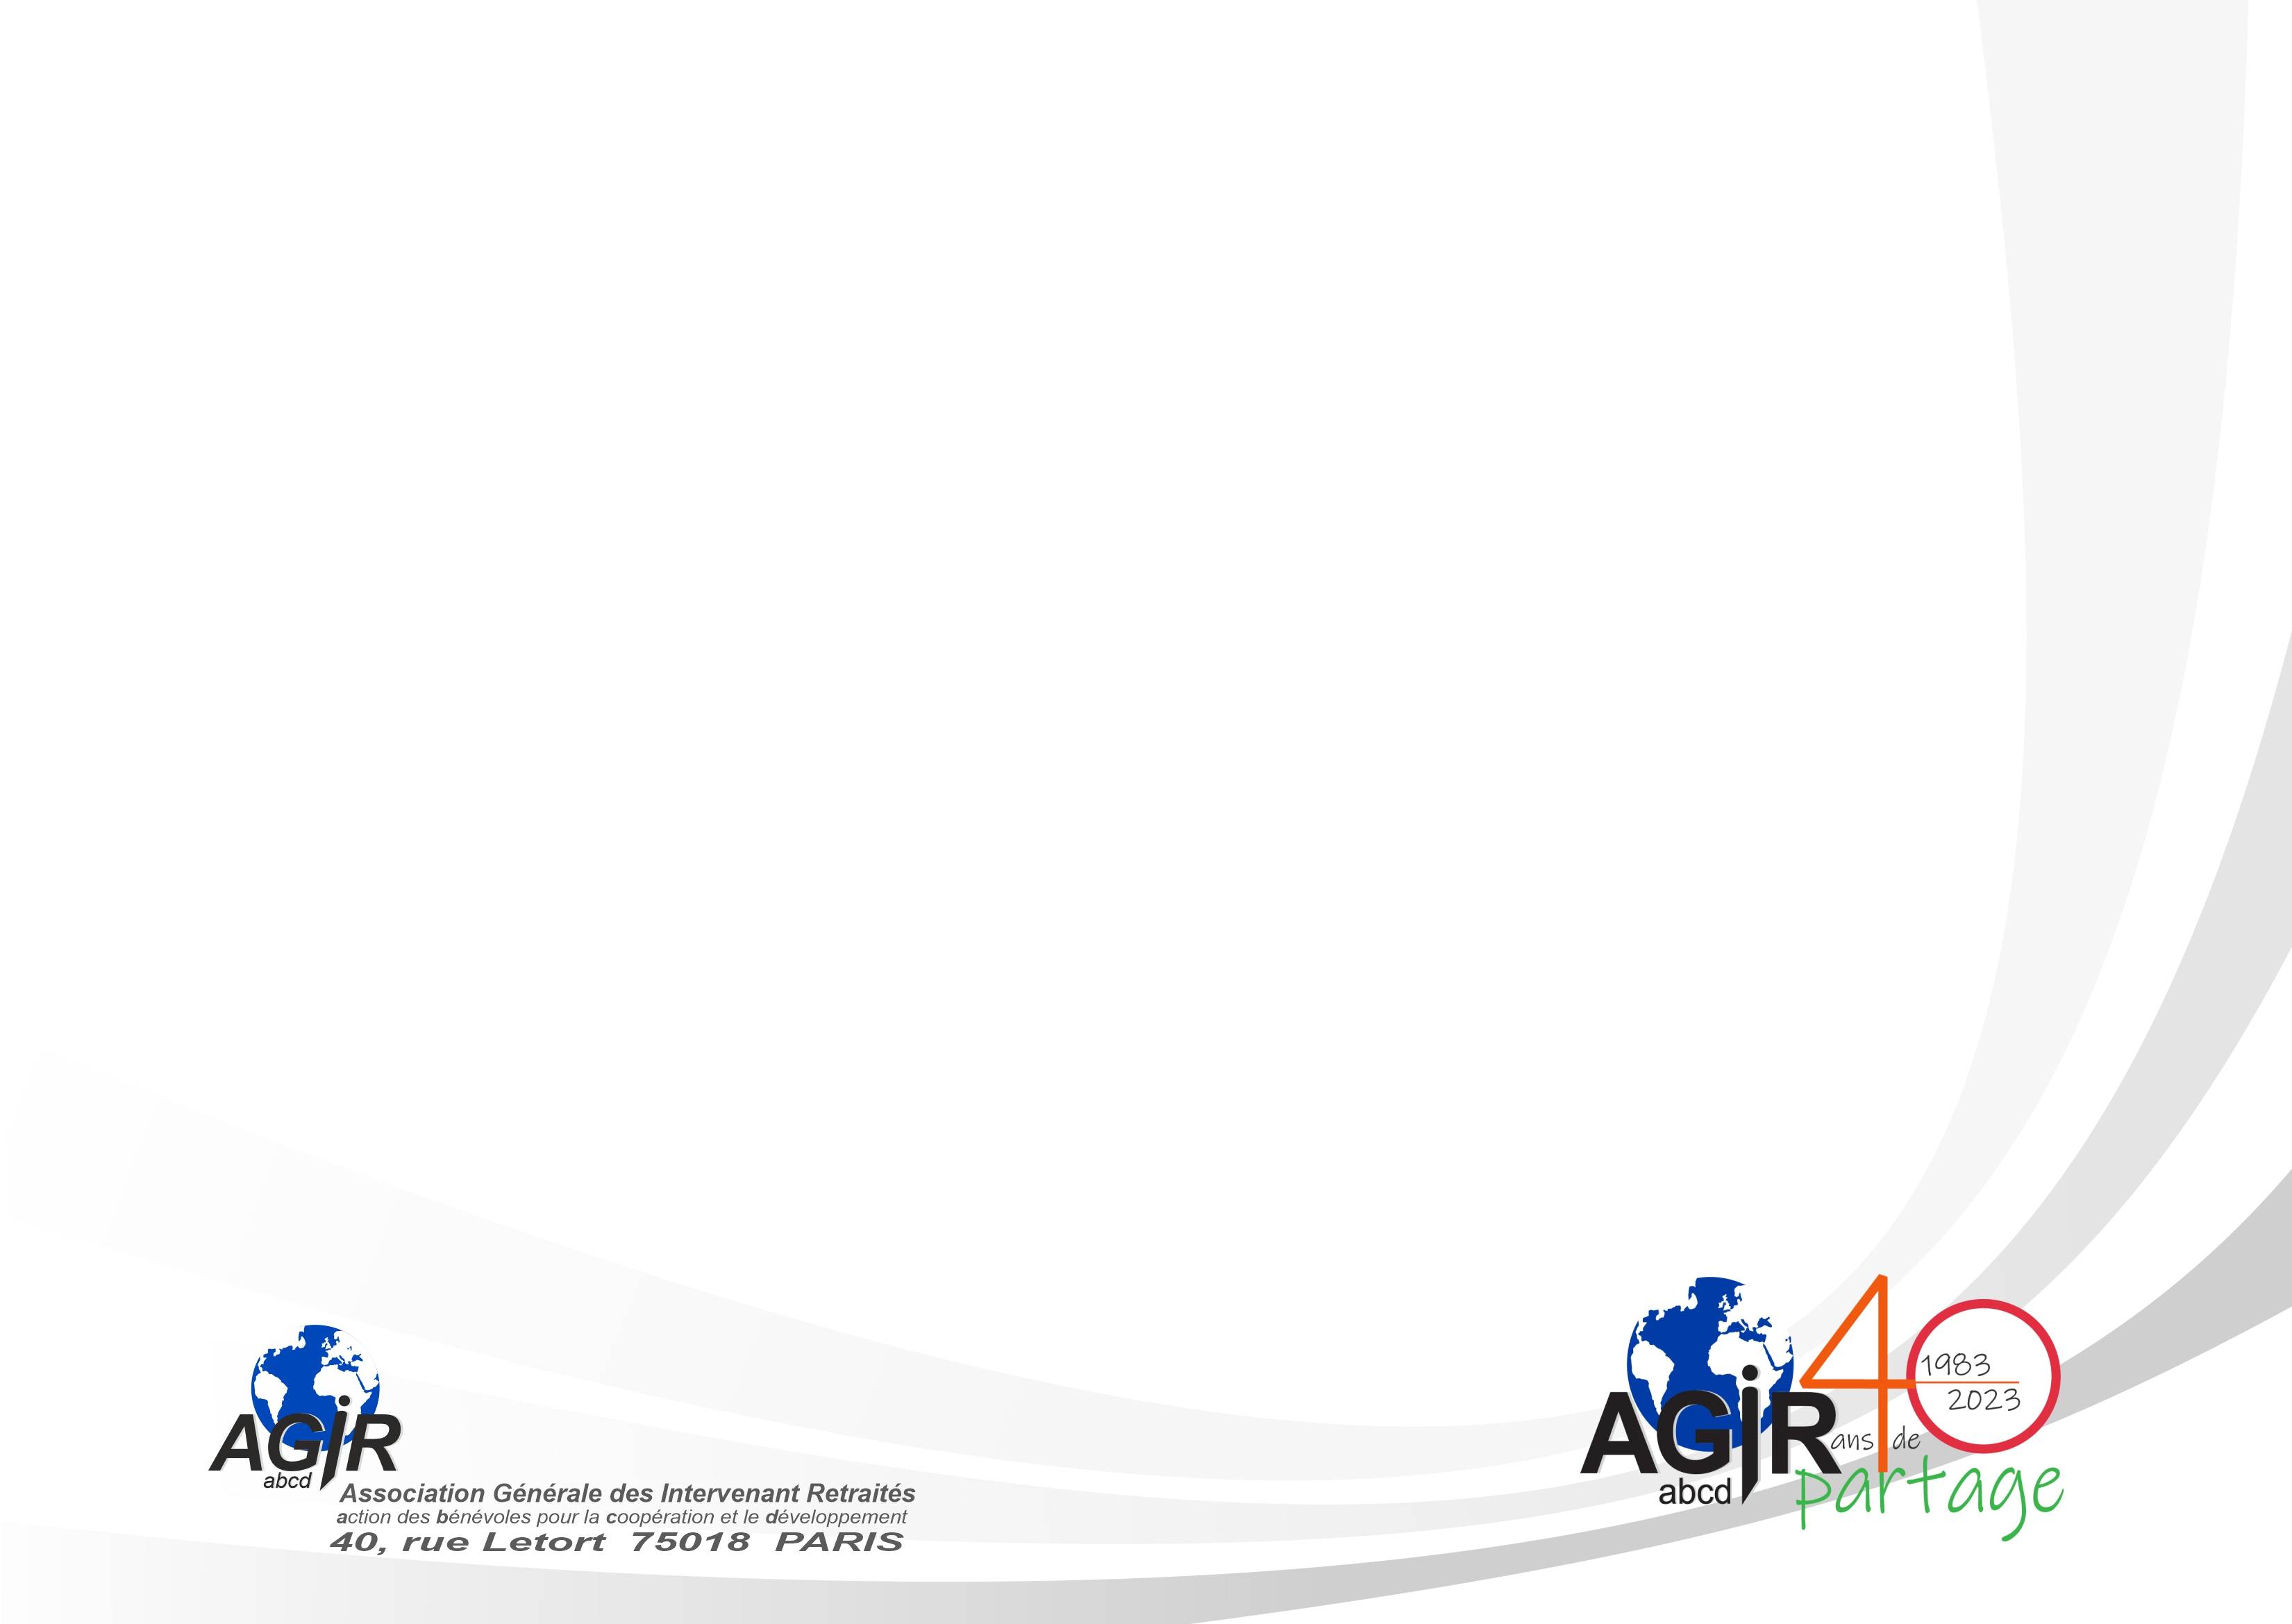 AGIR
abcd
Association Générale des Intervenant Retraités
action des bénévoles pour la coopération et le développement
40, rue Letort 75018 PARIS
AGIR
abcd
40
1983
2023
ans de
partage